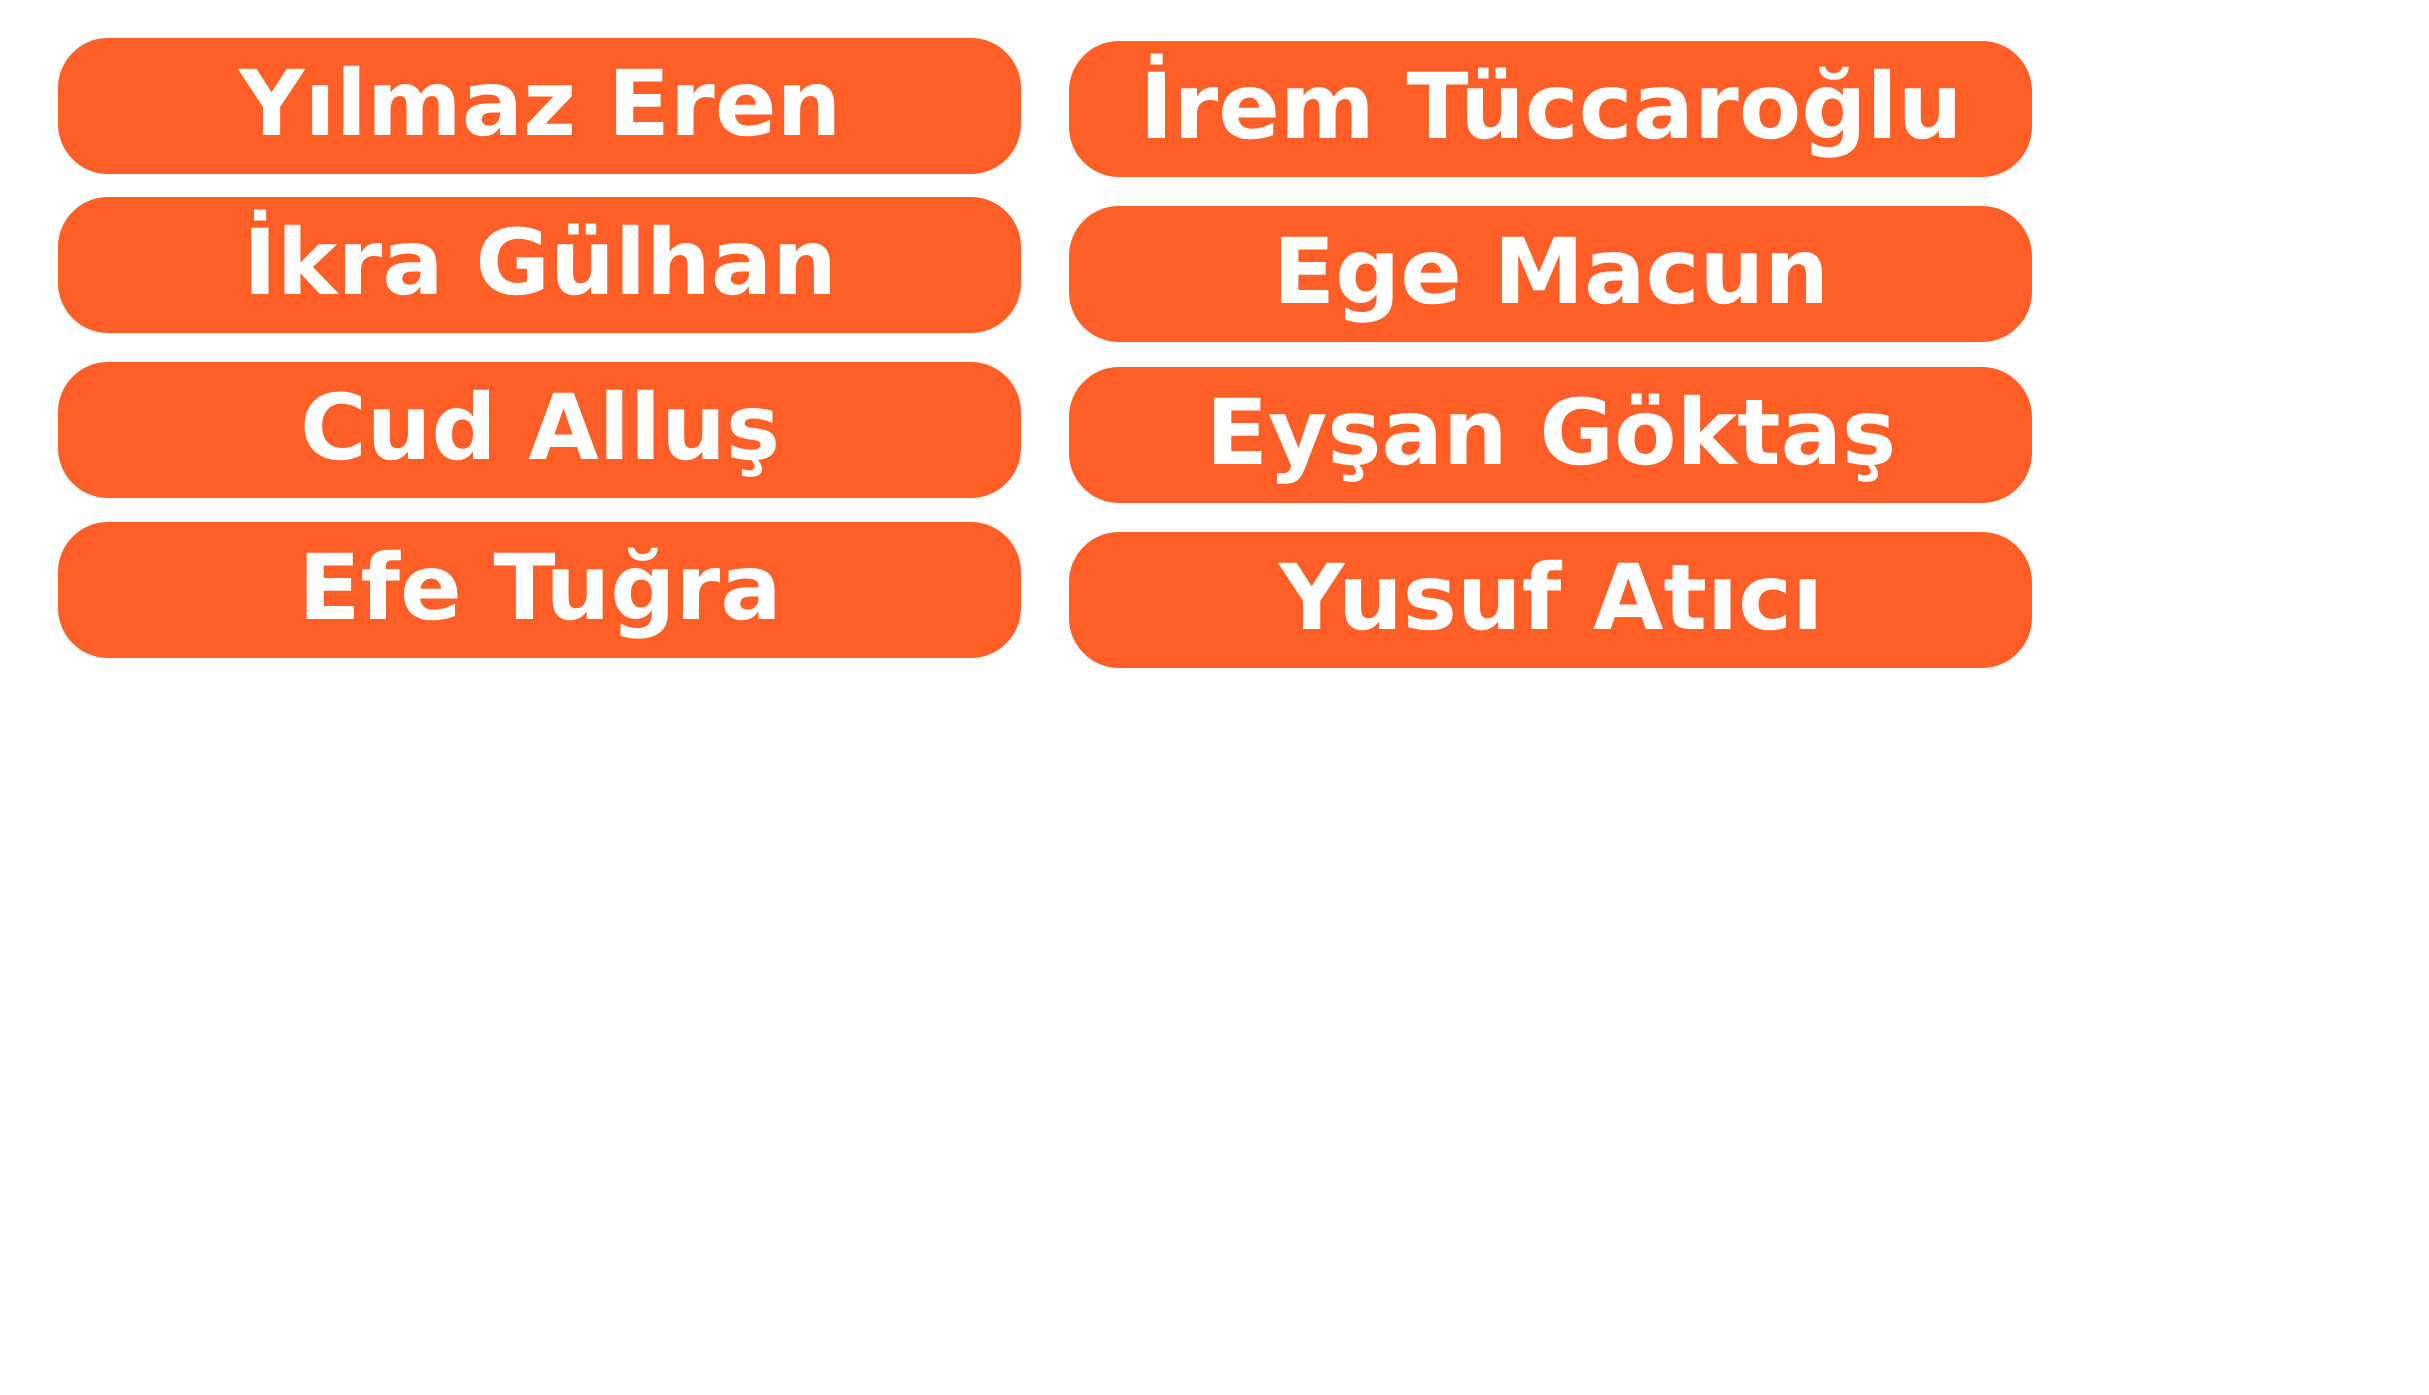 Yılmaz Eren
İrem Tüccaroğlu
İkra Gülhan
Ege Macun
Cud Alluş
Eyşan Göktaş
Efe Tuğra
Yusuf Atıcı